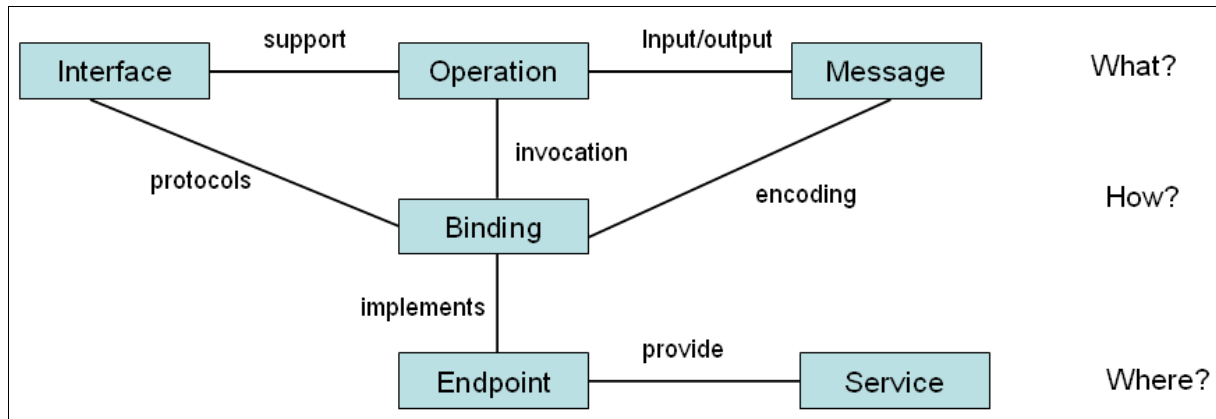 support
Input/output
Interface
Operation
Message
What?
invocation
protocols
encoding
How?
Binding
implements
provide
Endpoint
Service
Where?